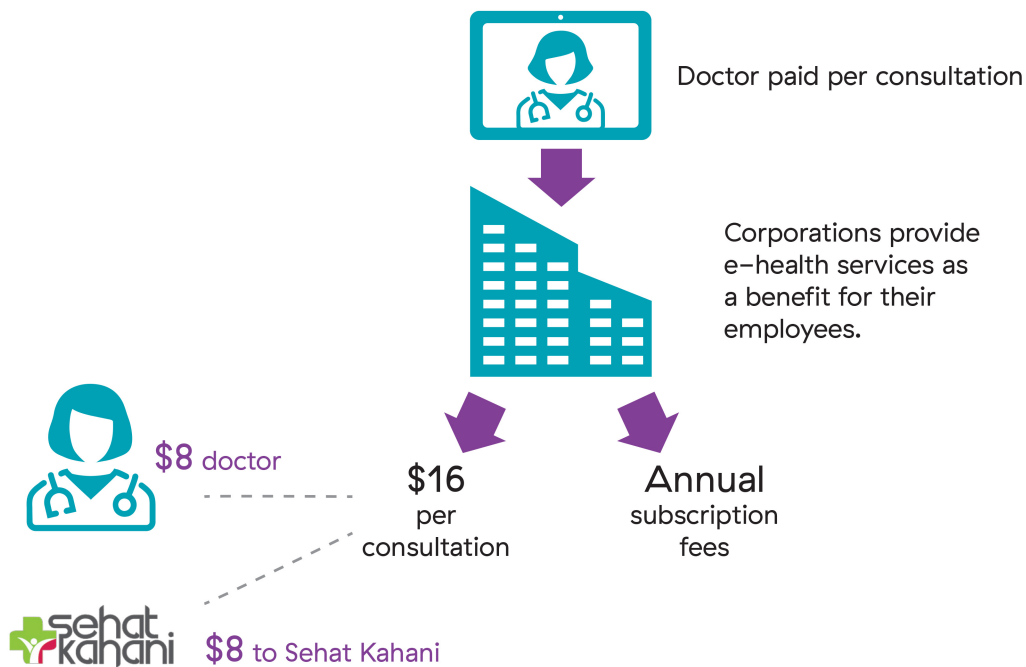 Doctor paid per consultation
Corporations provide
e-health services as
a benefit for their
employees.
$8 doctor
$16
per
consultation
Annual
subscription
fees
sehat
kahani
$8 to Sehat Kahani